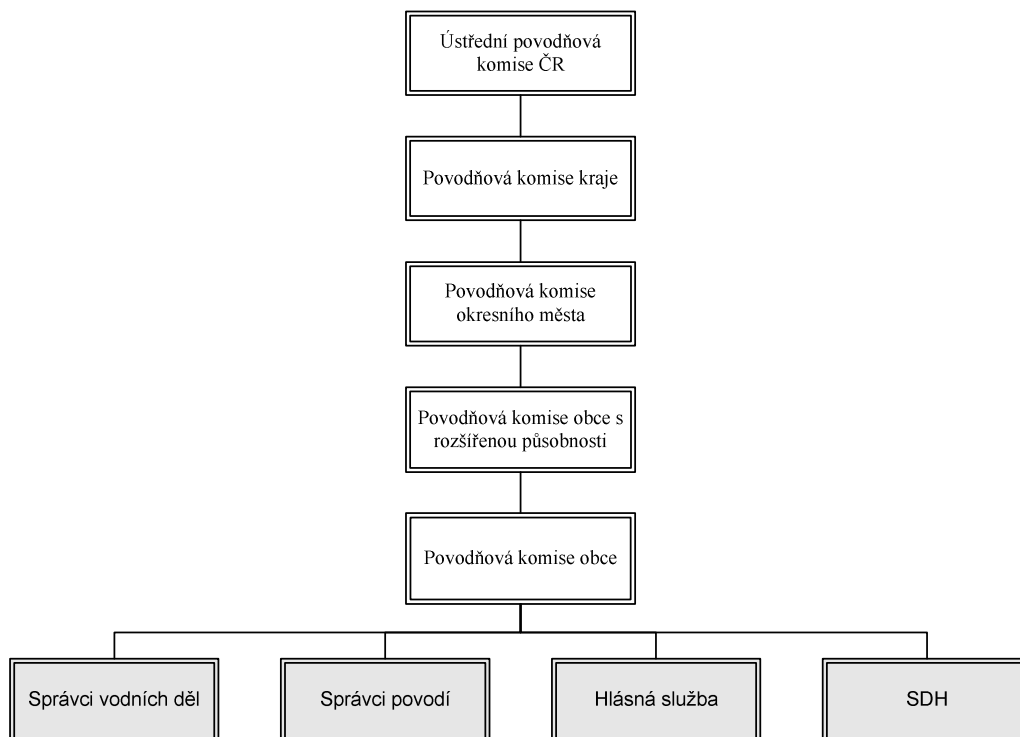 Ústřední povodňová
komise ČR
Povodňová komise kraje
Povodňová komise
okresního města
Povodňová komise obce s
rozšířenou působnosti
Povodňová komise obce
Správci vodních děl
Správci povodí
Hlásná služba
SDH